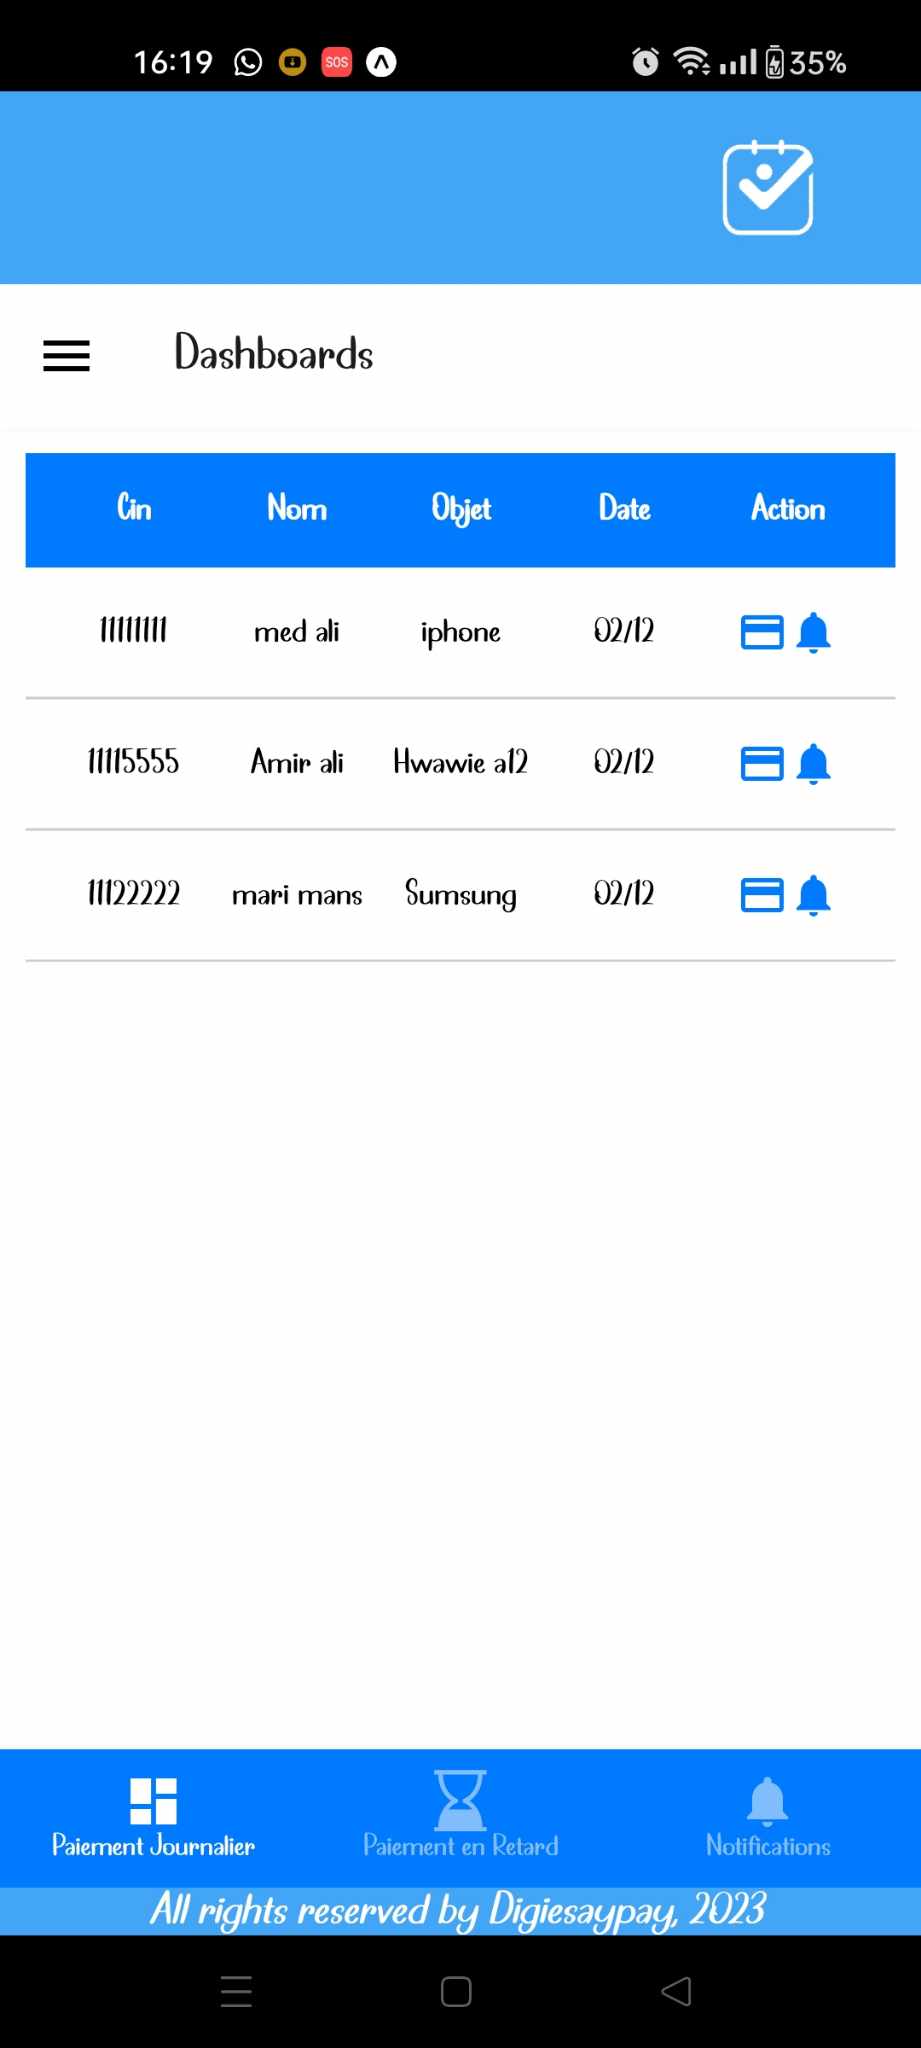 16:19 SOS 35%
Dashboards
Cin Nom Objet Date Action
11111111 med ali iphone 02/12
11115555 Amir ali Hwawie a12 02/12
11122222 mari mans Sumsung 02/12
Paiement Journalier Paiement en Retard Notifications
All rights reserved by Digiesaypay, 2023